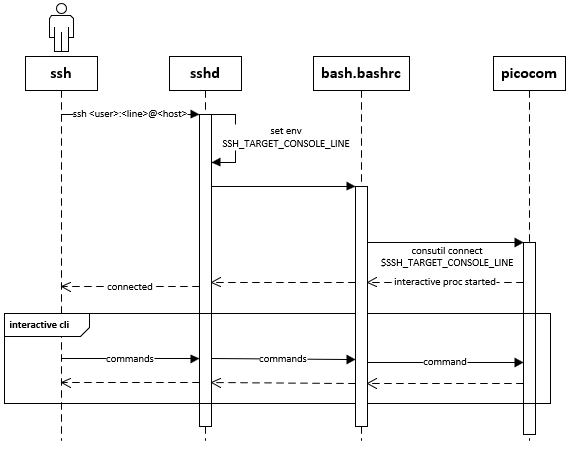 ssh
sshd
bash.bashrc
picocom
ssh <user>:<line>@<host>
set env
SSH_TARGET_CONSOLE_LINE
consutil connect
$SSH_TARGET_CONSOLE_LINE
interactive proc started
connected
interactive cli
commands
commands
command